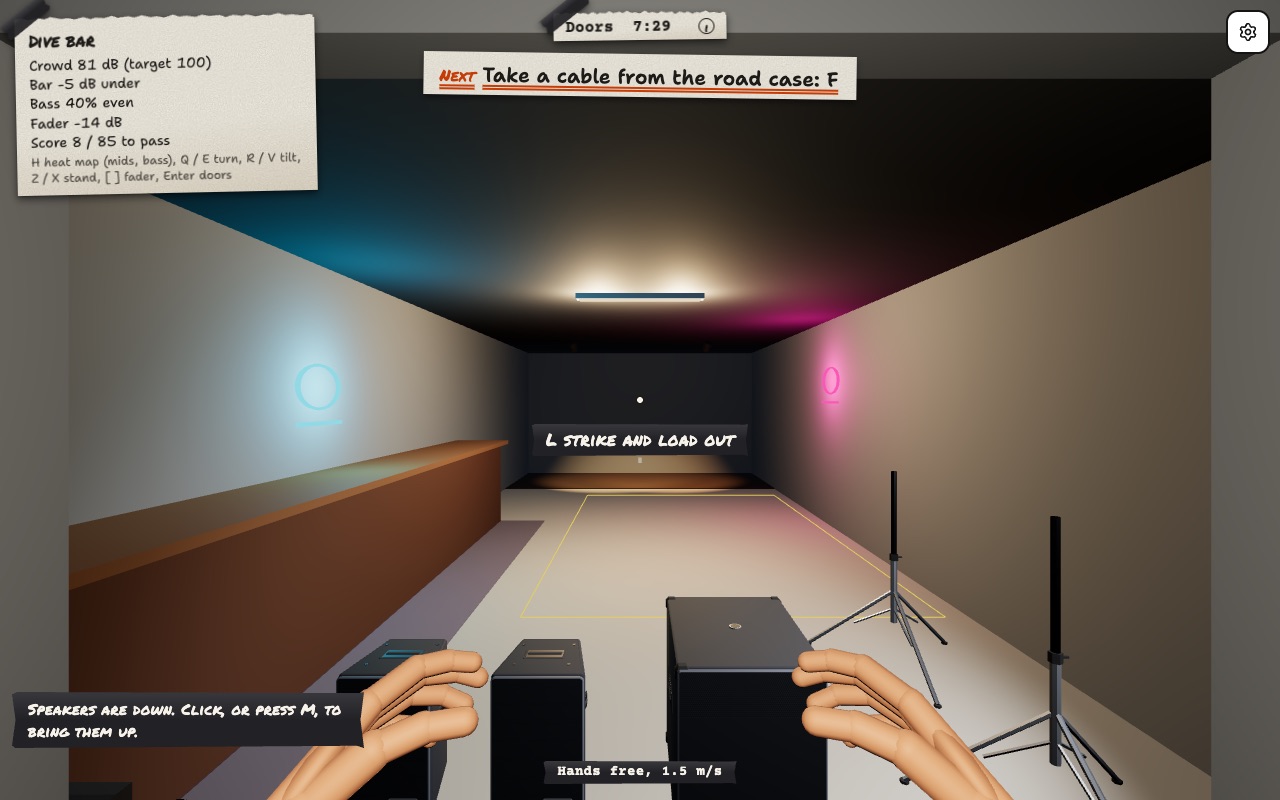 Dive bar
Crowd 81 dB (target 100)
Bar -5 dB under
Bass 40% even
Fader -14 dB
Score 8 / 85 to pass
H heat map (mids, bass), Q / E turn, R / V tilt,
Z / X stand, [ ] fader, Enter doors
Doors 7:29
Next Take a cable from the road case: F
L strike and load out
Speakers are down. Click, or press M, to
bring them up.
Hands free, 1.5 m/s